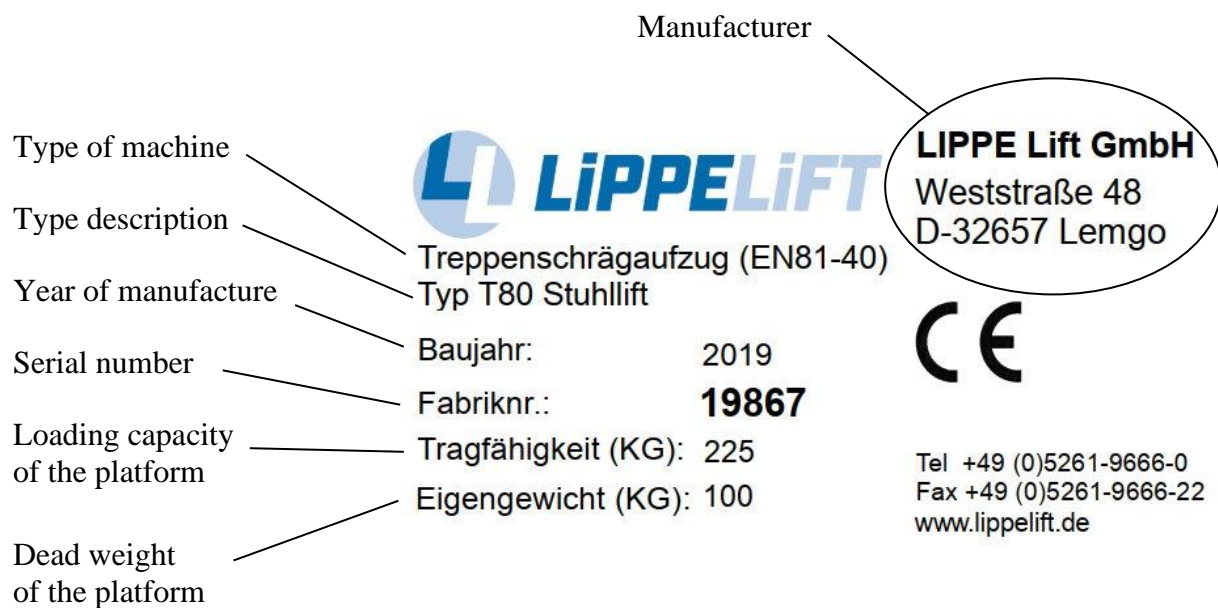 Manufacturer
Type of machine
Type description
Year of manufacture
Serial number
Loading capacity
of the platform
Dead weight
of the platform
LiPPELiFT
Treppenschrägaufzug (EN81-40)
Typ T80 Stuhllift
Baujahr: 2019
Fabriknr.: 19867
Tragfähigkeit (KG): 225
Eigengewicht (KG): 100
LIPPE Lift GmbH
Weststraße 48
D-32657 Lemgo
CE
Tel +49 (0)5261-9666-0
Fax +49 (0)5261-9666-22
www.lippelift.de